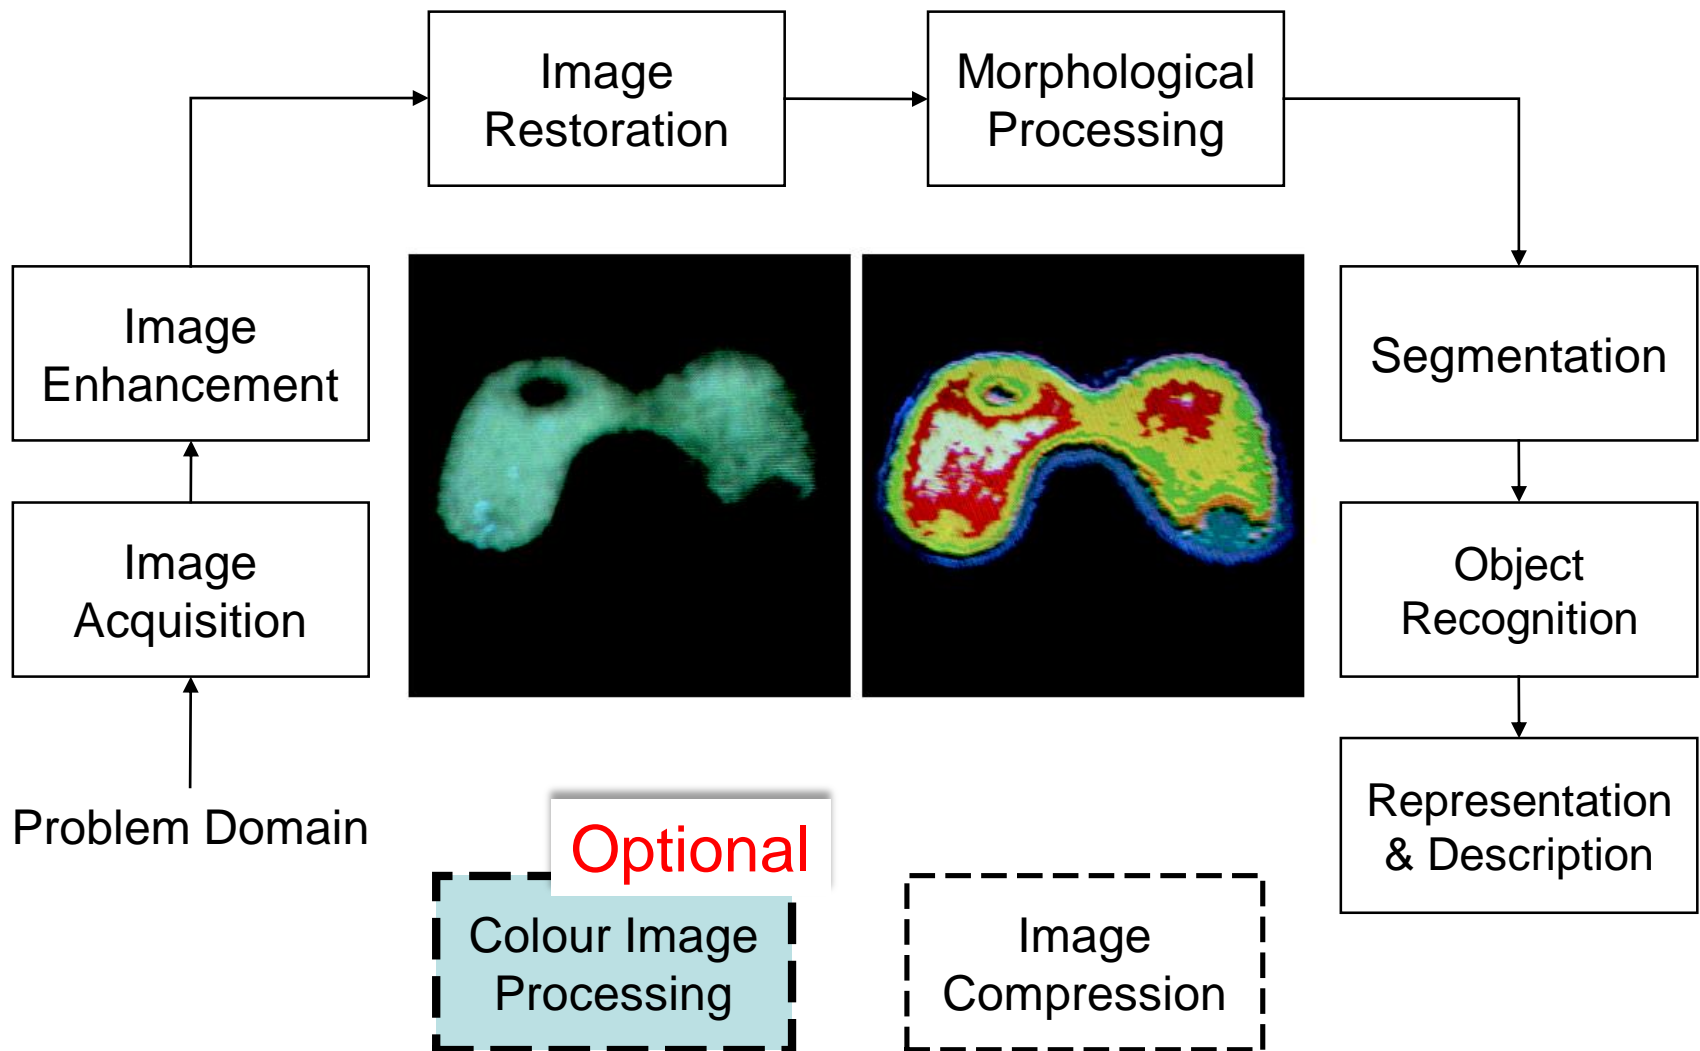 Image
Restoration
Morphological
Processing
Image
Enhancement
Segmentation
Image
Acquisition
Object
Recognition
Problem Domain
Representation
& Description
Optional
Colour Image
Processing
Image
Compression